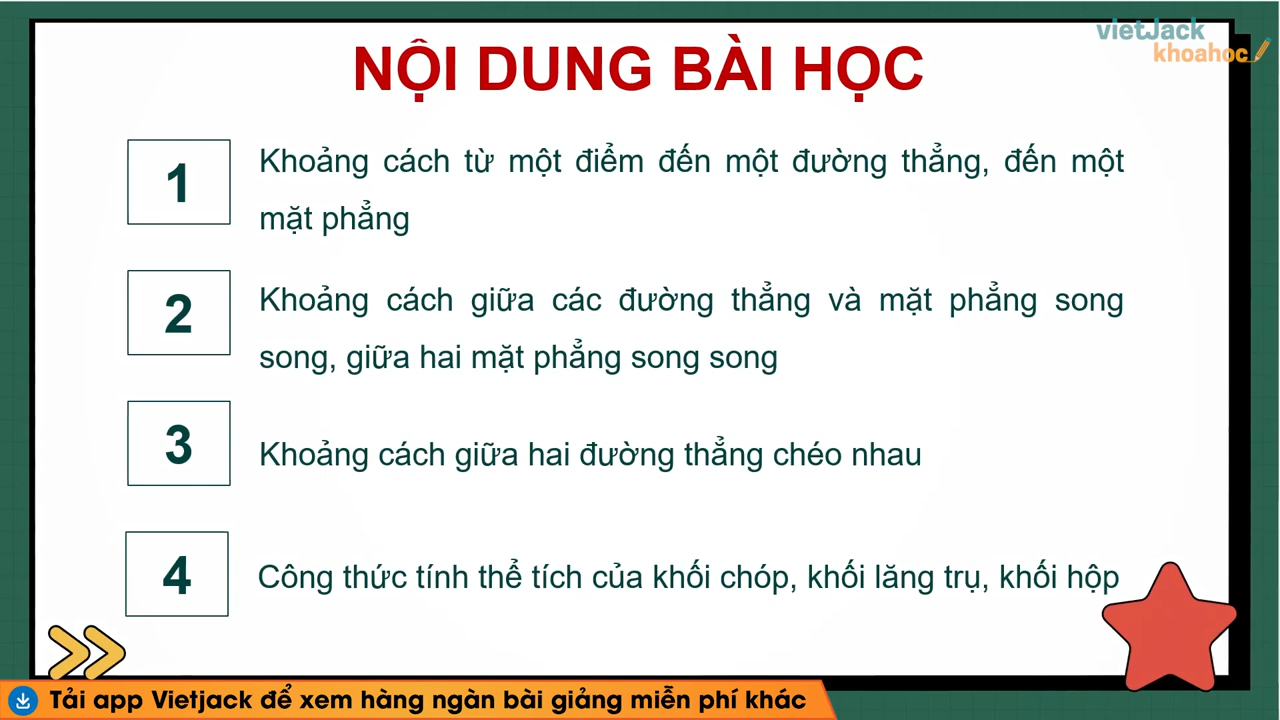 vietJack
khoahoc
NỘI DUNG BÀI HỌC
1
Khoảng cách từ một điểm đến một đường thẳng, đến một
mặt phẳng
2
Khoảng cách giữa các đường thẳng và mặt phẳng song
song, giữa hai mặt phẳng song song
3
Khoảng cách giữa hai đường thẳng chéo nhau
4
Công thức tính thể tích của khối chóp, khối lăng trụ, khối hộp
Tải app Vietjack để xem hàng ngàn bài giảng miễn phí khác